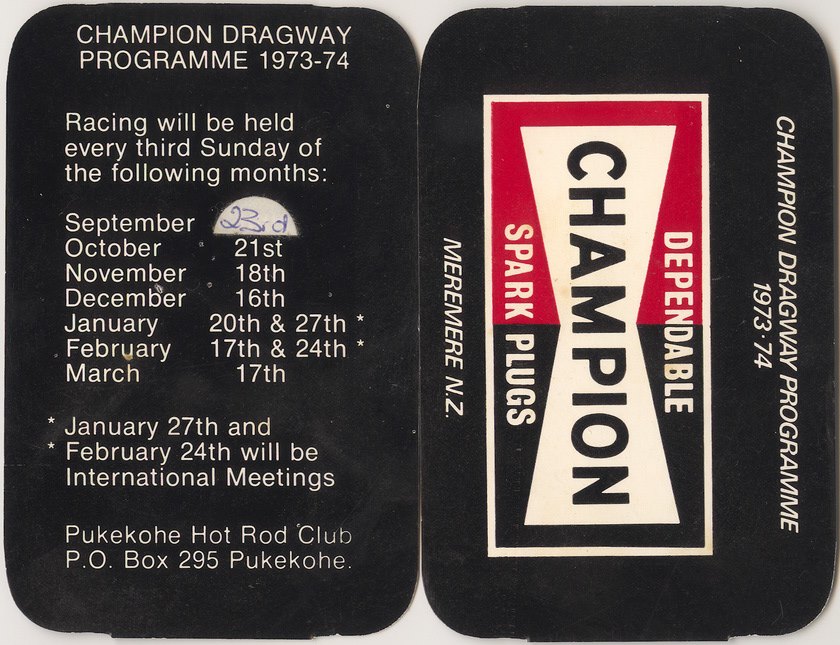 CHAMPION DRAGWAY
PROGRAMME 1973-74
Racing will be held
every third Sunday of
the following months:
September 23rd
October 21st
November 18th
December 16th
January 20th & 27th *
February 17th & 24th *
March 17th
* January 27th and
* February 24th will be
International Meetings
Pukekohe Hot Rod Club
P.O. Box 295 Pukekohe.
CHAMPION DRAGWAY PROGRAMME
1973-74
DEPENDABLE
CHAMPION
SPARK PLUGS
MEREMERE N.Z.